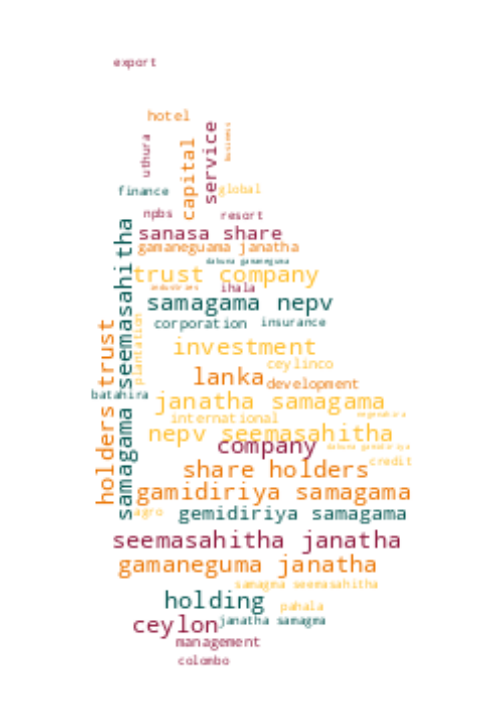 export
hotel
uthura
capital
service
business
finance
global
npbs
resort
sanasa share
gamaneguama janatha
dakuna gamaneguma
trust company
industries
ihala
samagama nepv
samagama seemasahitha
holders trust
plantation
corporation
insurance
investment
ceylinco
lanka
development
batahira
janatha samagama
international
nepv seemasahitha
company
dakuna gamidiriya
share holders
credit
gamidiriya samagama
agro
gemidiriya samagama
seemasahitha janatha
gamaneguma janatha
samagma seemasahitha
holding
pahala
ceylon
janatha samagma
management
colombo